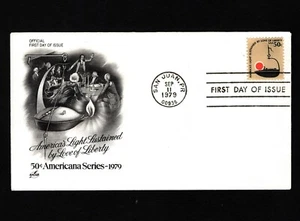 OFFICIAL
FIRST DAY OF ISSUE
America's Light Sustained
by Love of Liberty
50¢ Americana Series-1979
SAN JUAN, PR
SEP
11
1979
00936
50c
FIRST DAY OF ISSUE